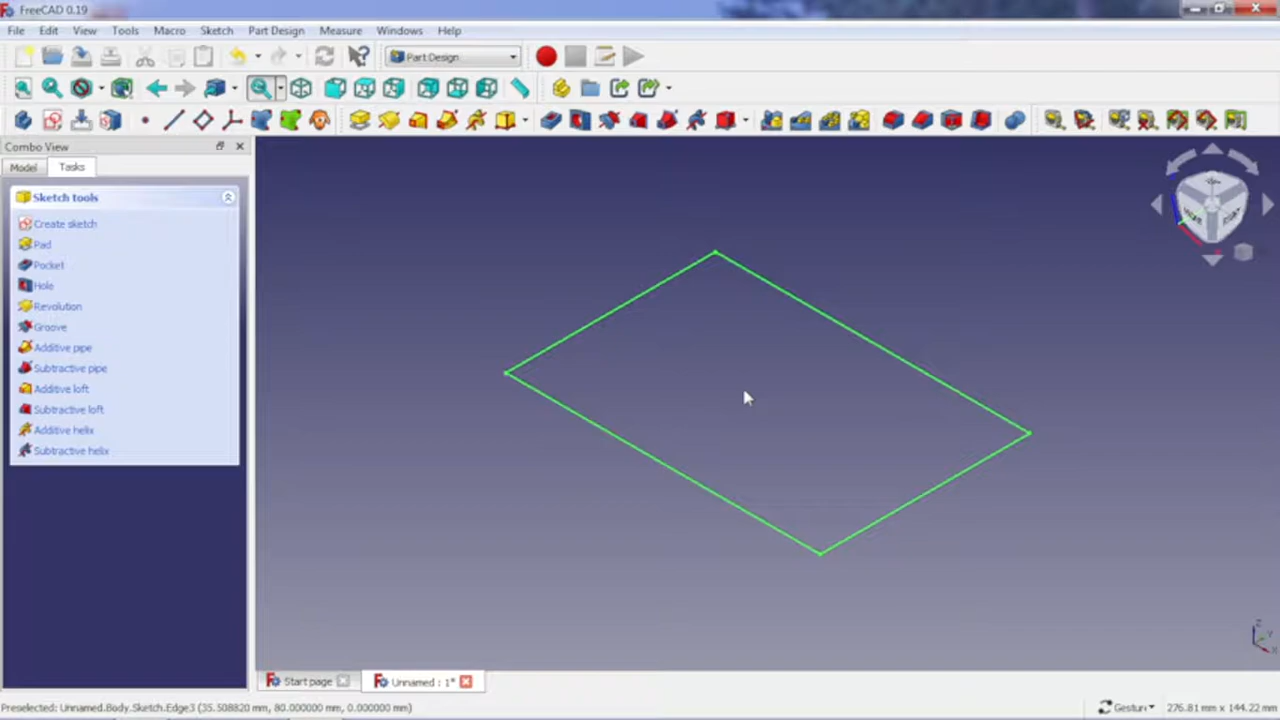 FreeCAD 0.19
File Edit View Tools Macro Sketch Part Design Measure Windows Help
Part Design
Combo View
Model Tasks
Sketch tools
Create sketch
Pad
Pocket
Hole
Revolution
Groove
Additive pipe
Subtractive pipe
Additive loft
Subtractive loft
Additive helix
Subtractive helix
Z
Y
X
Start page Unnamed : 1*
Preselected: Unnamed.Body.Sketch.Edge3 (35.508820 mm, 80.000000 mm, 0.000000 mm) Gesture 276.81 mm x 144.22 mm